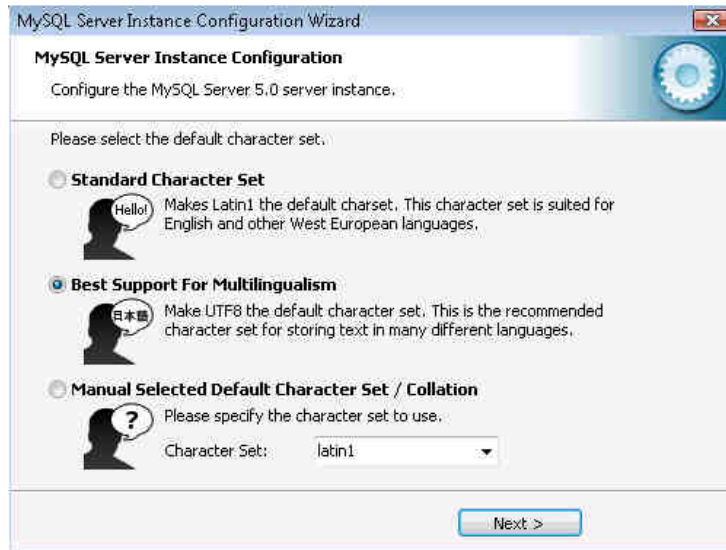 MySQL Server Instance Configuration Wizard
MySQL Server Instance Configuration
Configure the MySQL Server 5.0 server instance.
Please select the default character set.
Standard Character Set
Hello!
Makes Latin1 the default charset. This character set is suited for
English and other West European languages.
Best Support For Multilingualism
日本語
Make UTF8 the default character set. This is the recommended
character set for storing text in many different languages.
Manual Selected Default Character Set / Collation
?
Please specify the character set to use.
Character Set: latin1
Next >